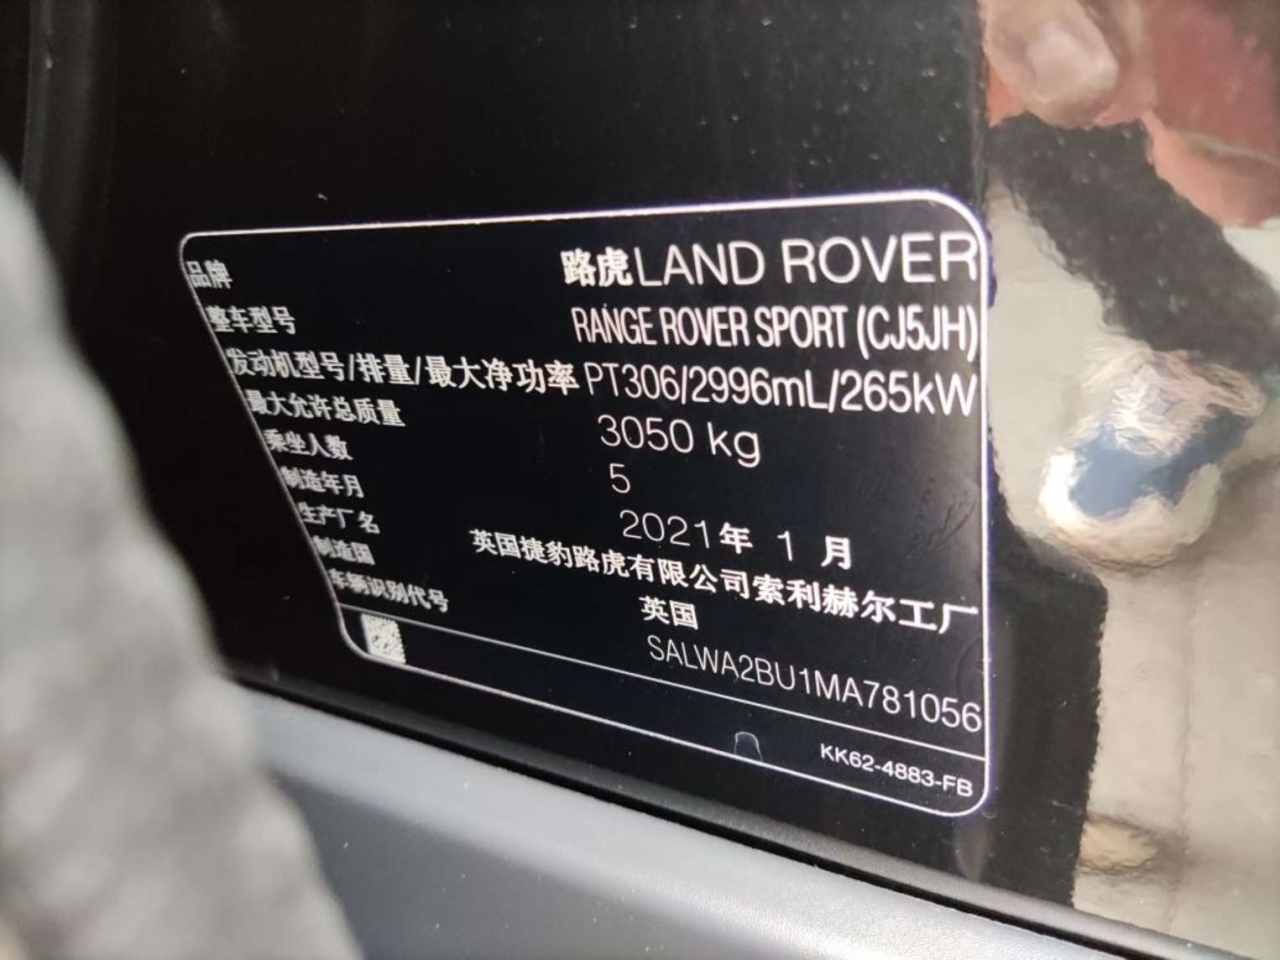 品牌 路虎LAND ROVER
整车型号 RANGE ROVER SPORT (CJ5JH)
发动机型号/排量/最大净功率 PT306/2996mL/265kW
最大允许总质量 3050 kg
乘坐人数 5
制造年月 2021年 1 月
生产厂名 英国捷豹路虎有限公司索利赫尔工厂
制造国 英国
车辆识别代号 SALWA2BU1MA781056
KK62-4883-FB